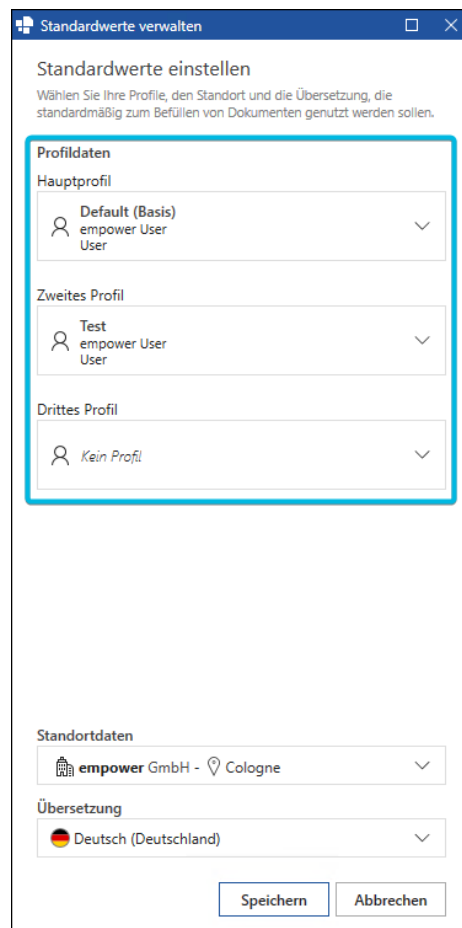 Standardwerte verwalten
Standardwerte einstellen
Wählen Sie Ihre Profile, den Standort und die Übersetzung, die
standardmäßig zum Befüllen von Dokumenten genutzt werden sollen.
Profildaten
Hauptprofil
Default (Basis)
empower User
User
Zweites Profil
Test
empower User
User
Drittes Profil
Kein Profil
Standortdaten
empower GmbH - Cologne
Übersetzung
Deutsch (Deutschland)
Speichern Abbrechen